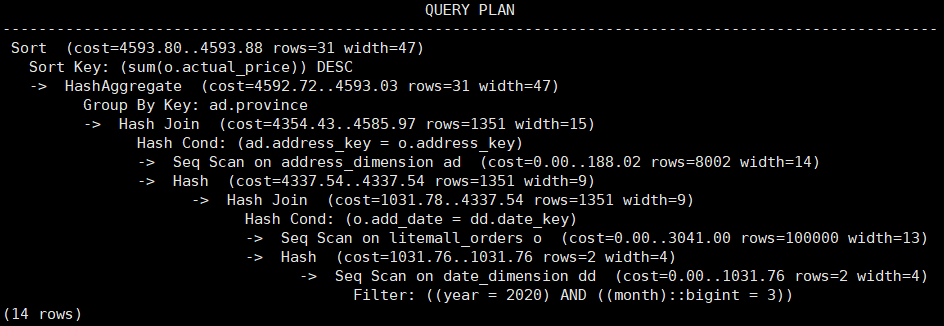 QUERY PLAN
--------------------------------------------------------------------------------------------------------
Sort  (cost=4593.80..4593.88 rows=31 width=47)
Sort Key: (sum(o.actual_price)) DESC
->  HashAggregate  (cost=4592.72..4593.03 rows=31 width=47)
Group By Key: ad.province
->  Hash Join  (cost=4354.43..4585.97 rows=1351 width=15)
Hash Cond: (ad.address_key = o.address_key)
->  Seq Scan on address_dimension ad  (cost=0.00..188.02 rows=8002 width=14)
->  Hash  (cost=4337.54..4337.54 rows=1351 width=9)
->  Hash Join  (cost=1031.78..4337.54 rows=1351 width=9)
Hash Cond: (o.add_date = dd.date_key)
->  Seq Scan on litemall_orders o  (cost=0.00..3041.00 rows=100000 width=13)
->  Hash  (cost=1031.76..1031.76 rows=2 width=4)
->  Seq Scan on date_dimension dd  (cost=0.00..1031.76 rows=2 width=4)
Filter: ((year = 2020) AND ((month)::bigint = 3))
(14 rows)